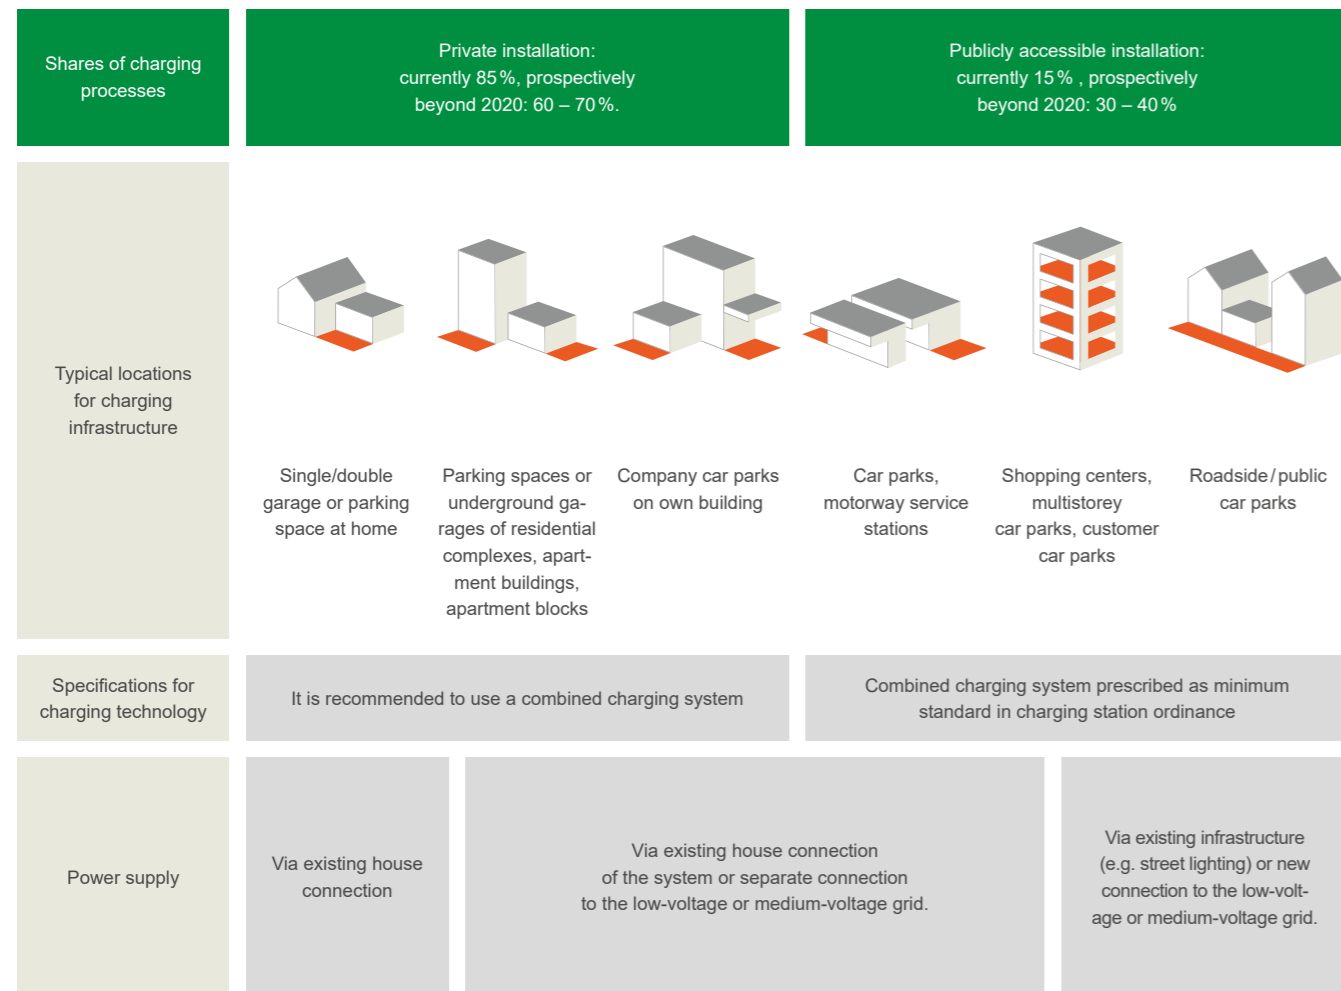 Shares of charging
processes
Private installation:
currently 85 %, prospectively
beyond 2020: 60 – 70 %.
Publicly accessible installation:
currently 15 % , prospectively
beyond 2020: 30 – 40 %
Typical locations
for charging
infrastructure
Single/double
garage or parking
space at home
Parking spaces or
underground ga-
rages of residential
complexes, apart-
ment buildings,
apartment blocks
Company car parks
on own building
Car parks,
motorway service
stations
Shopping centers,
multistorey
car parks, customer
car parks
Roadside / public
car parks
Specifications for
charging technology
It is recommended to use a combined charging system
Combined charging system prescribed as minimum
standard in charging station ordinance
Power supply
Via existing house
connection
Via existing house connection
of the system or separate connection
to the low-voltage or medium-voltage grid.
Via existing infrastructure
(e.g. street lighting) or new
connection to the low-volt-
age or medium-voltage grid.